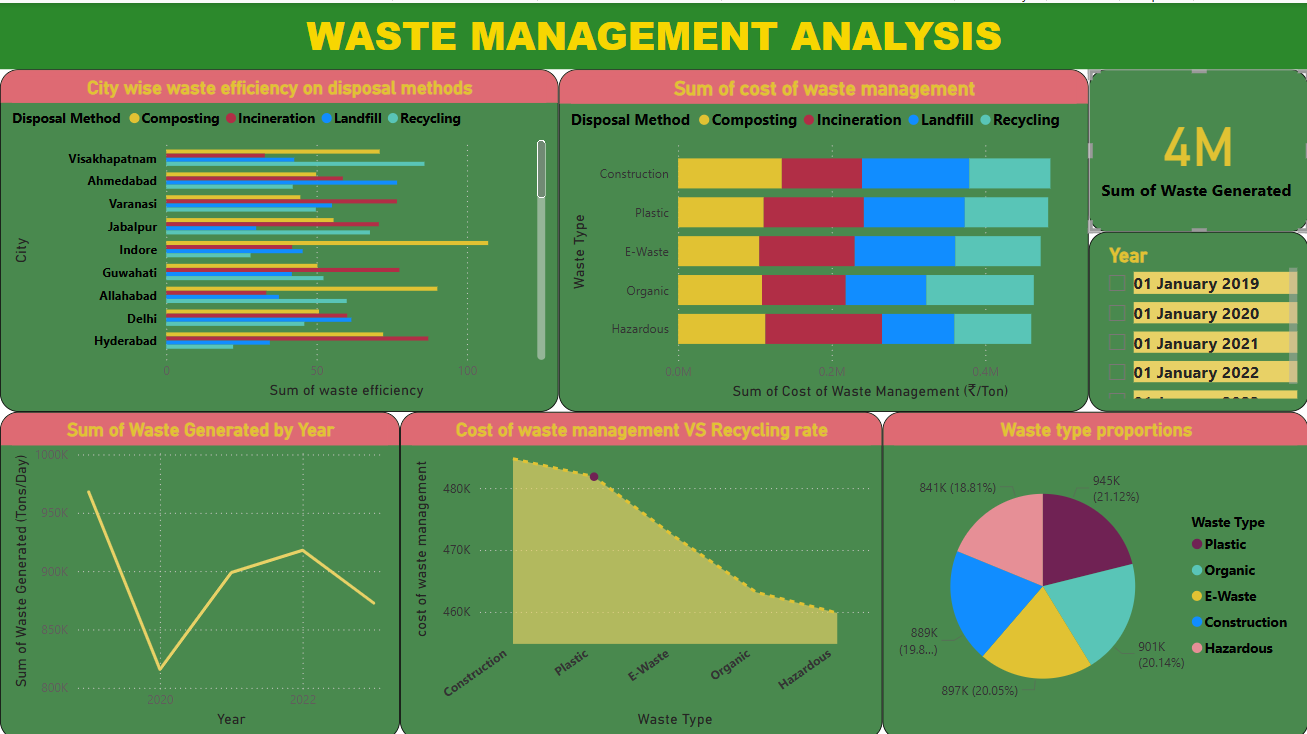 WASTE MANAGEMENT ANALYSIS
City wise waste efficiency on disposal methods
Disposal Method Composting Incineration Landfill Recycling
City
Visakhapatnam
Ahmedabad
Varanasi
Jabalpur
Indore
Guwahati
Allahabad
Delhi
Hyderabad
0 50 100
Sum of waste efficiency
Sum of cost of waste management
Disposal Method Composting Incineration Landfill Recycling
Waste Type
Construction
Plastic
E-Waste
Organic
Hazardous
0.0M 0.2M 0.4M
Sum of Cost of Waste Management (₹/Ton)
4M
Sum of Waste Generated
Year
01 January 2019
01 January 2020
01 January 2021
01 January 2022
Sum of Waste Generated by Year
Sum of Waste Generated (Tons/Day)
1000K
950K
900K
850K
800K
2020 2022
Year
Cost of waste management VS Recycling rate
cost of waste management
480K
470K
460K
Construction
Plastic
E-Waste
Organic
Hazardous
Waste Type
Waste type proportions
841K (18.81%)
945K
(21.12%)
889K
(19.8...)
901K
(20.14%)
897K (20.05%)
Waste Type
Plastic
Organic
E-Waste
Construction
Hazardous